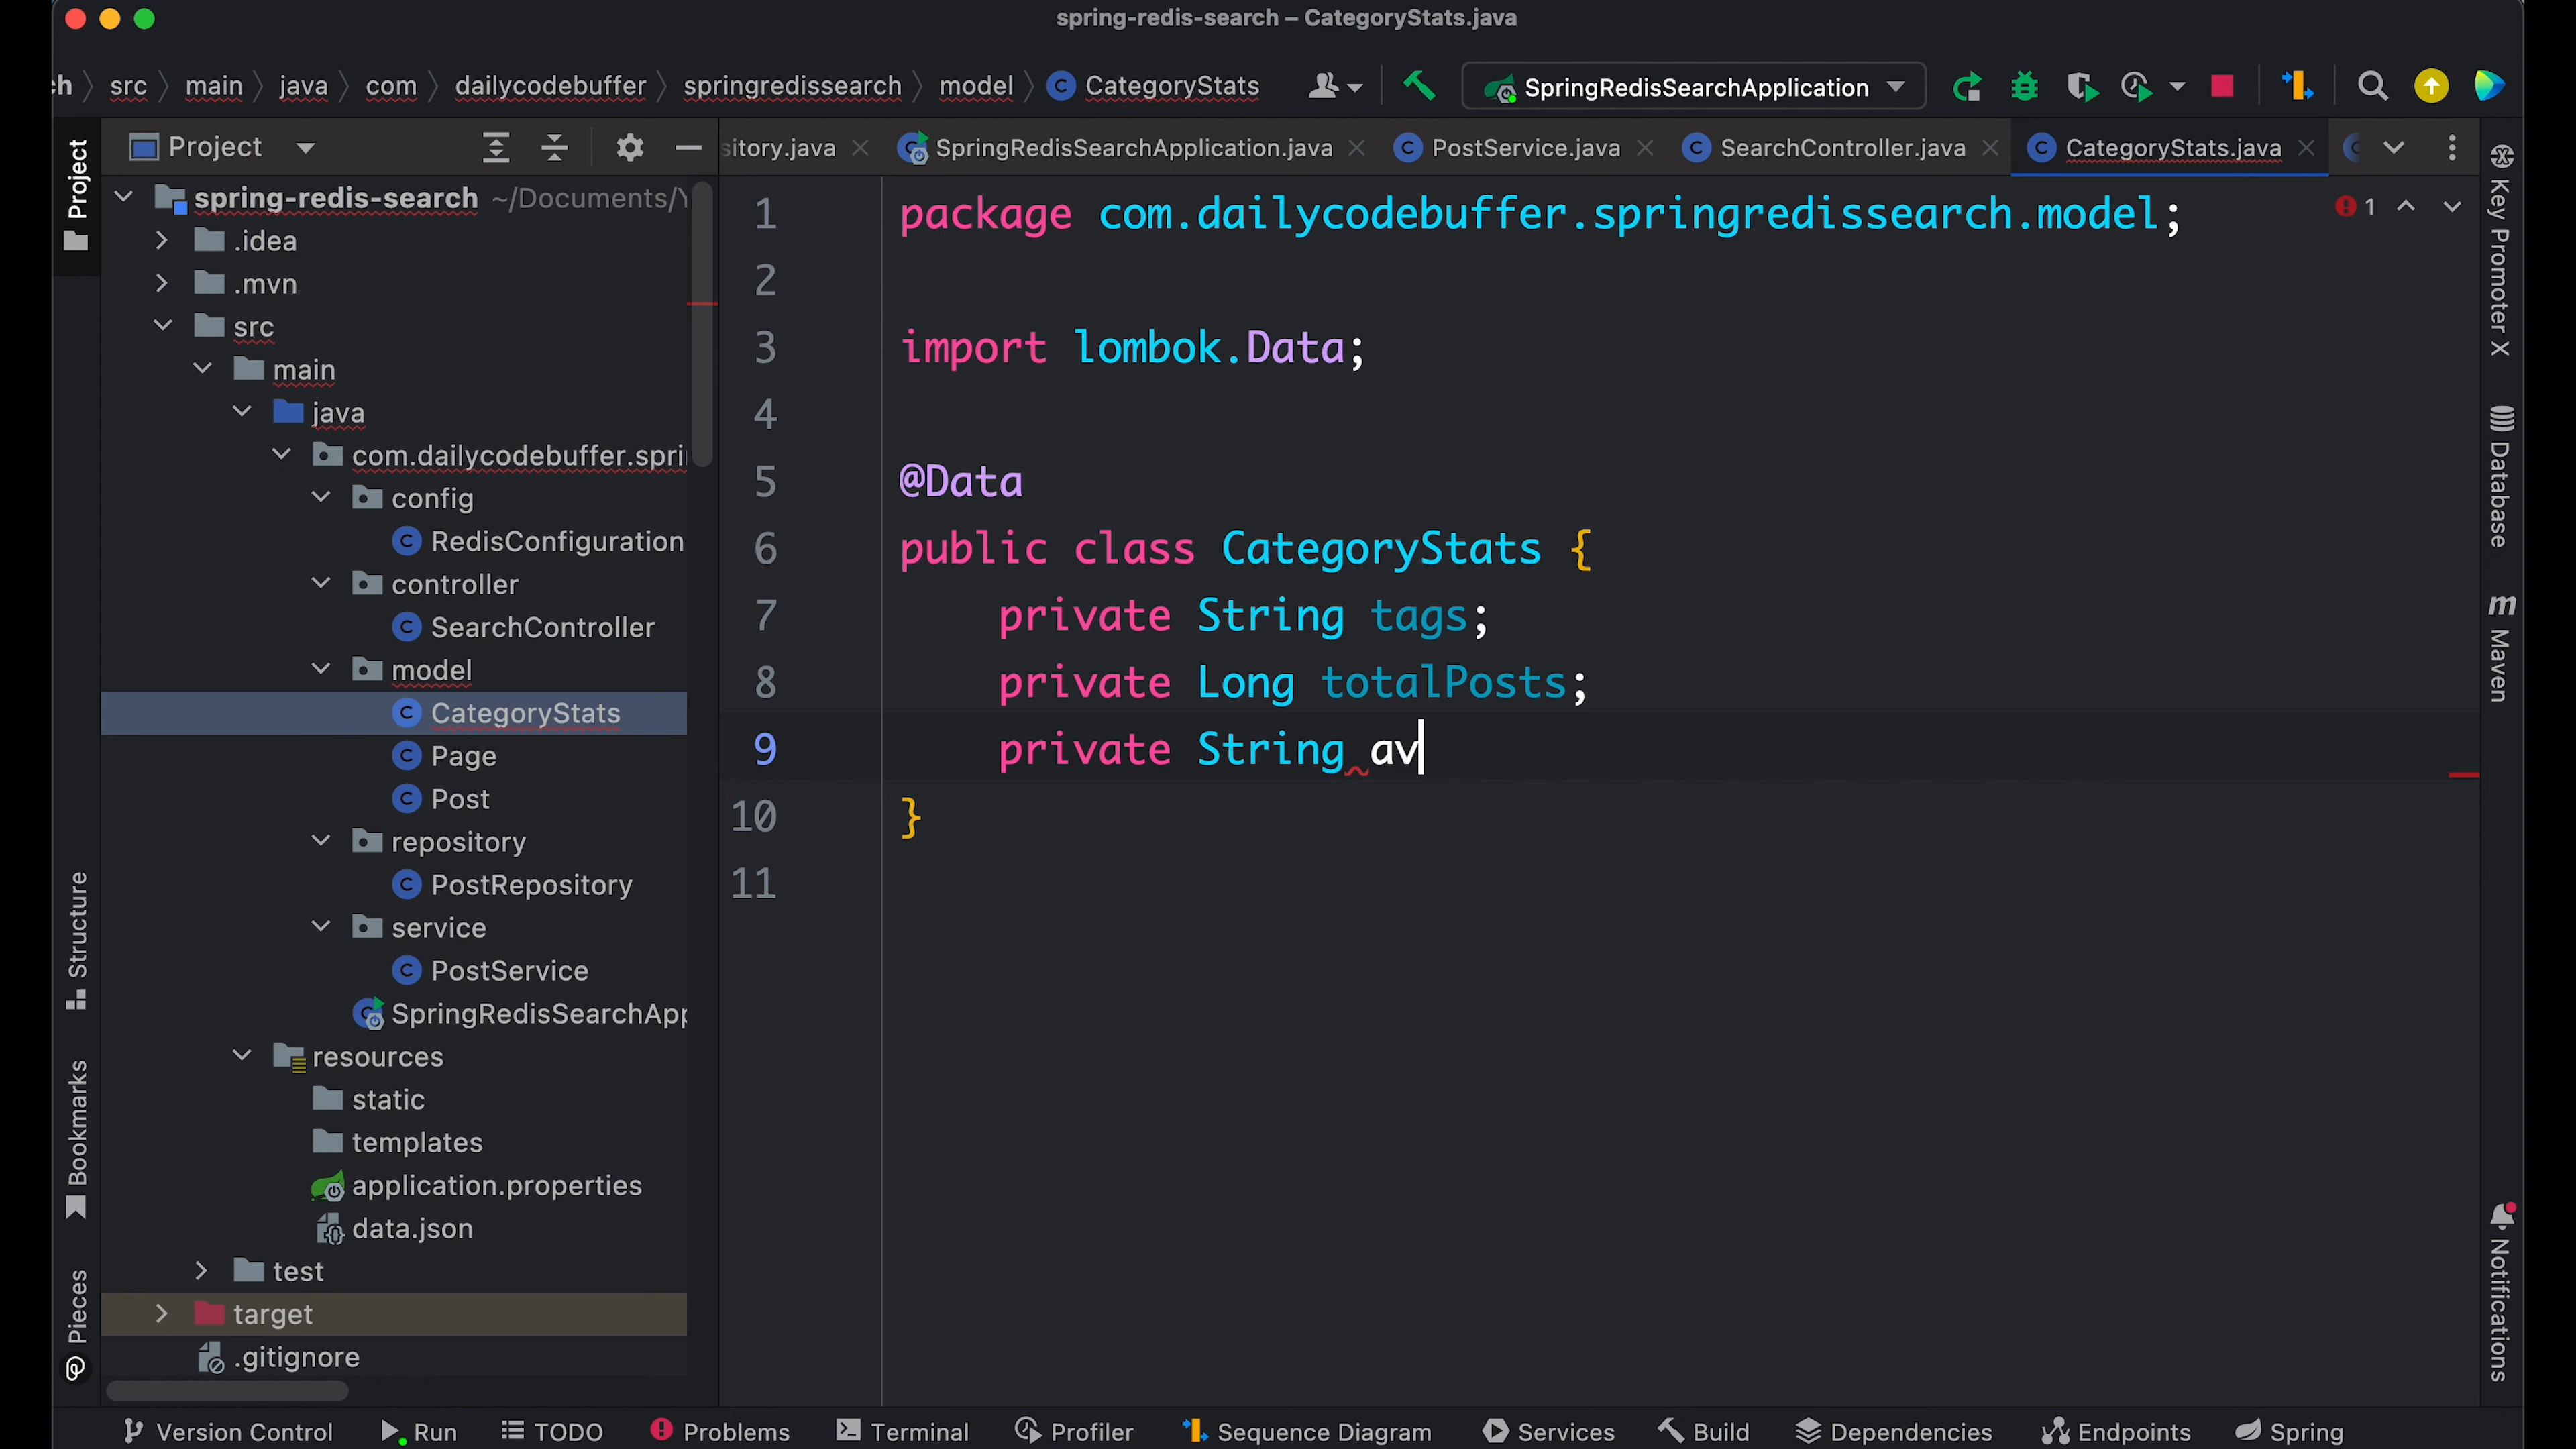 spring-redis-search – CategoryStats.java
ch src main java com dailycodebuffer springredissearch model CategoryStats SpringRedisSearchApplication
Project sitory.java SpringRedisSearchApplication.java PostService.java SearchController.java CategoryStats.java
Project
spring-redis-search ~/Documents/Y
.idea
.mvn
src
main
java
com.dailycodebuffer.spri
config
RedisConfiguration
controller
SearchController
model
CategoryStats
Page
Post
repository
PostRepository
service
PostService
SpringRedisSearchApp
resources
static
templates
application.properties
data.json
test
target
.gitignore
Structure
Bookmarks
Pieces
1 package com.dailycodebuffer.springredissearch.model;
2
3 import lombok.Data;
4
5 @Data
6 public class CategoryStats {
7 private String tags;
8 private Long totalPosts;
9 private String av
10 }
11
1
Key Promoter X
Database
m Maven
Notifications
Version Control Run TODO Problems Terminal Profiler Sequence Diagram Services Build Dependencies Endpoints Spring